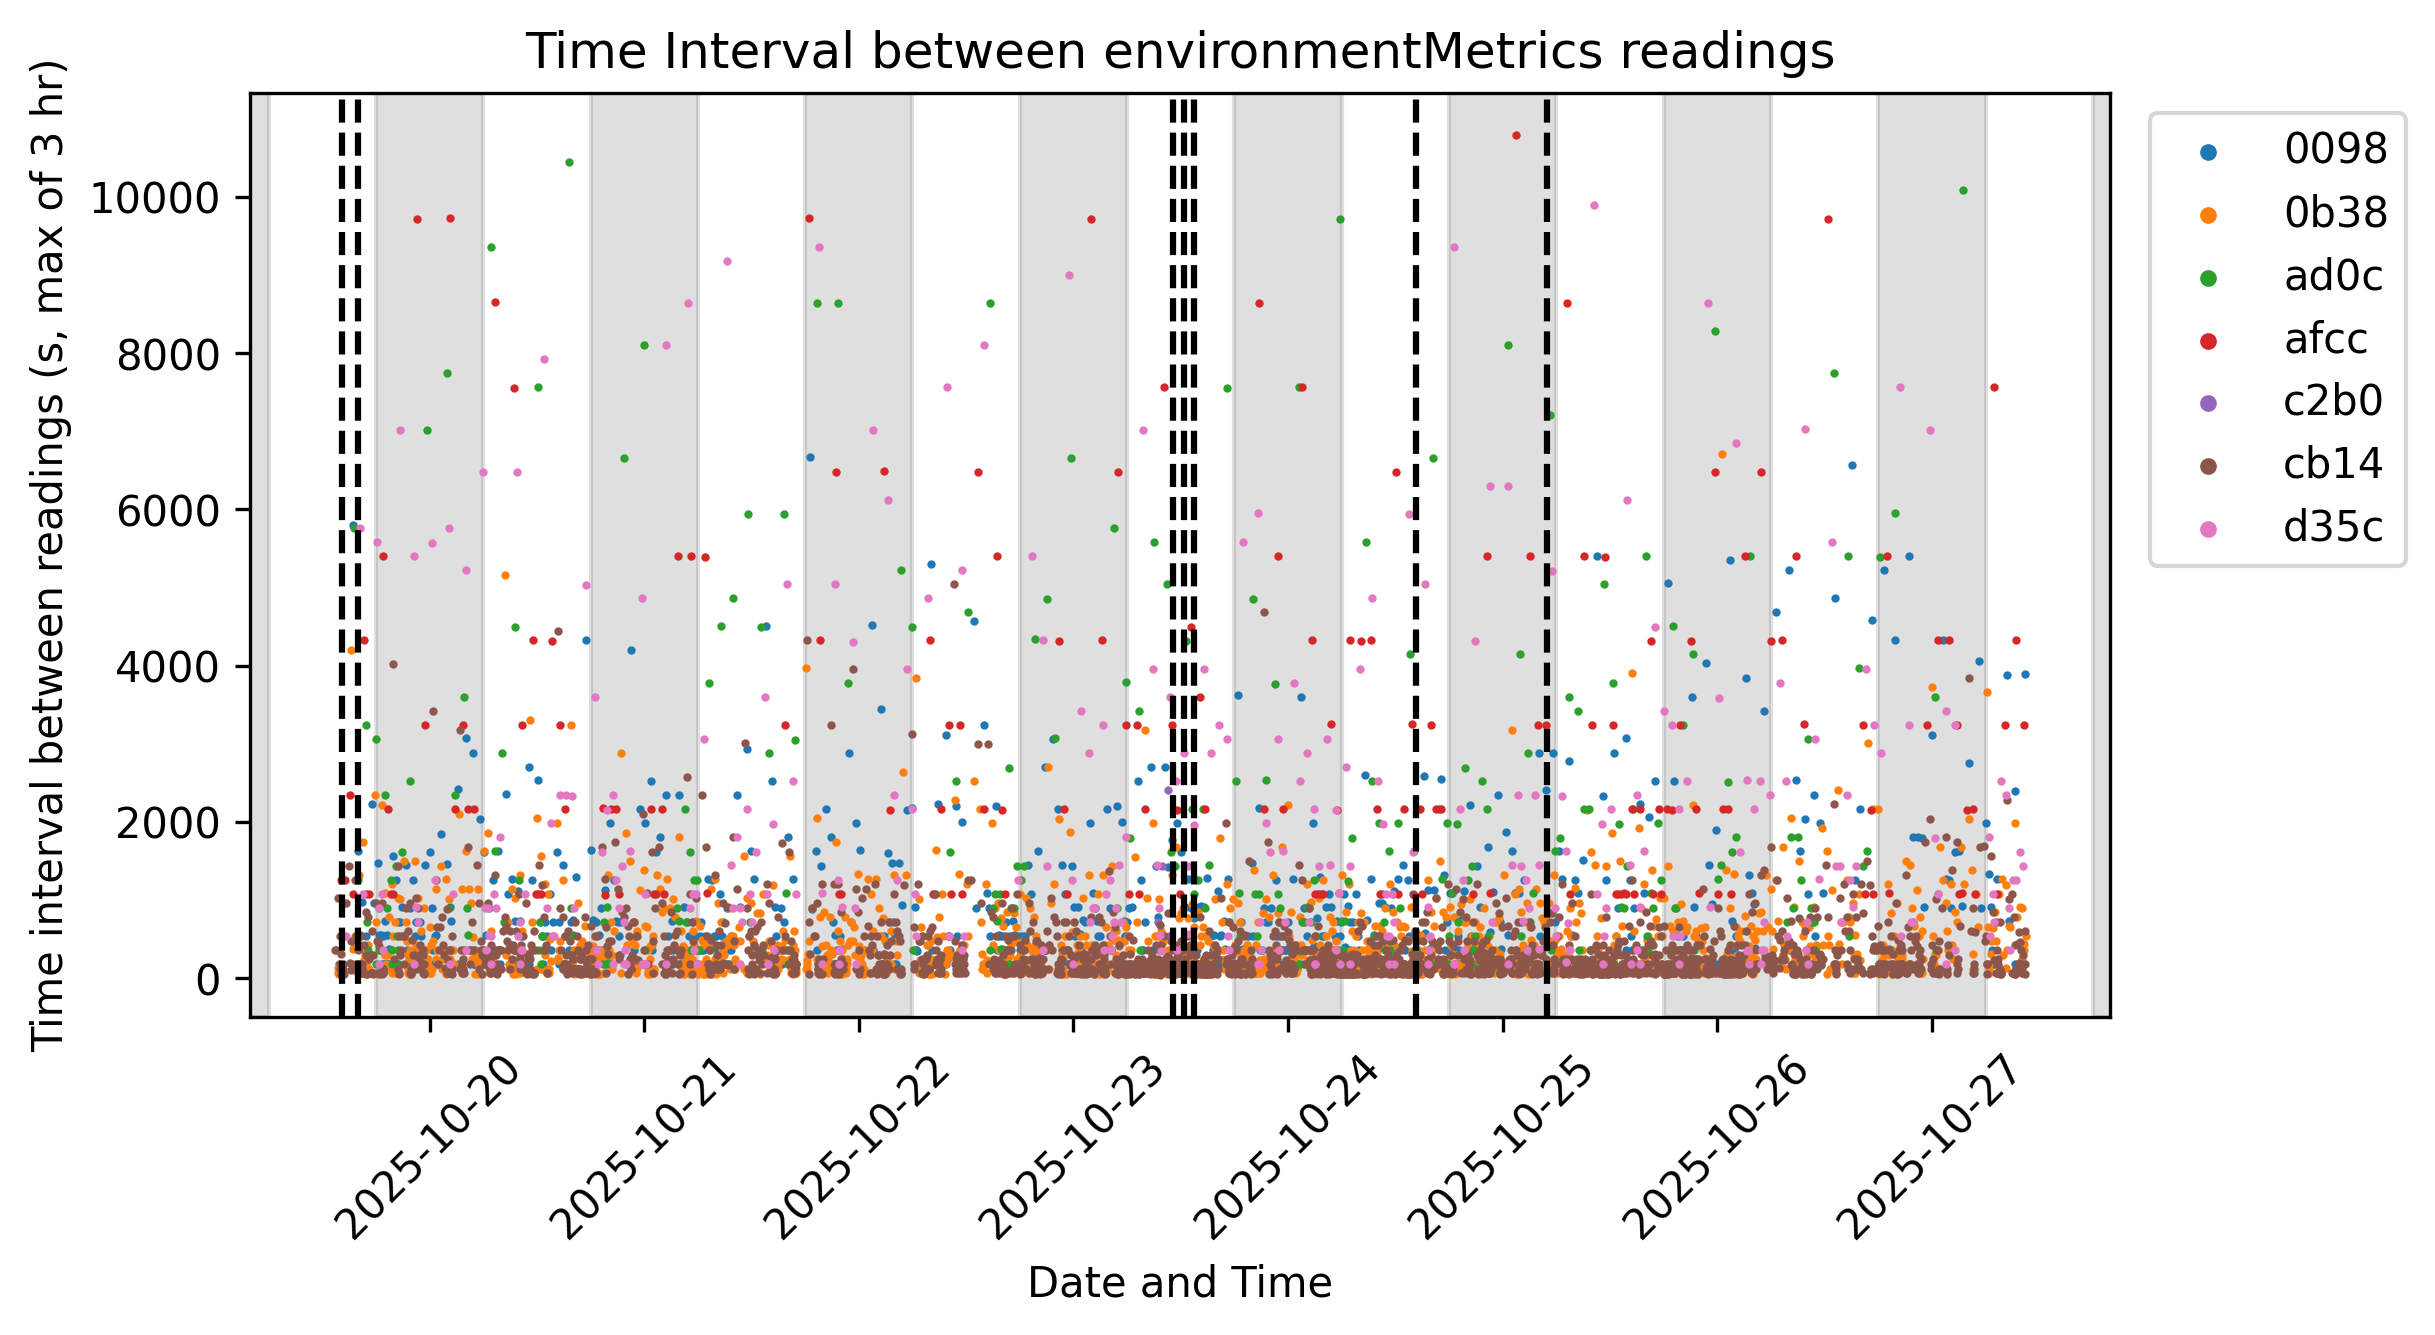 Time Interval between environmentMetrics readings
Time interval between readings (s, max of 3 hr)
10000
8000
6000
4000
2000
0
2025-10-20
2025-10-21
2025-10-22
2025-10-23
2025-10-24
2025-10-25
2025-10-26
2025-10-27
Date and Time
0098
0b38
ad0c
afcc
c2b0
cb14
d35c